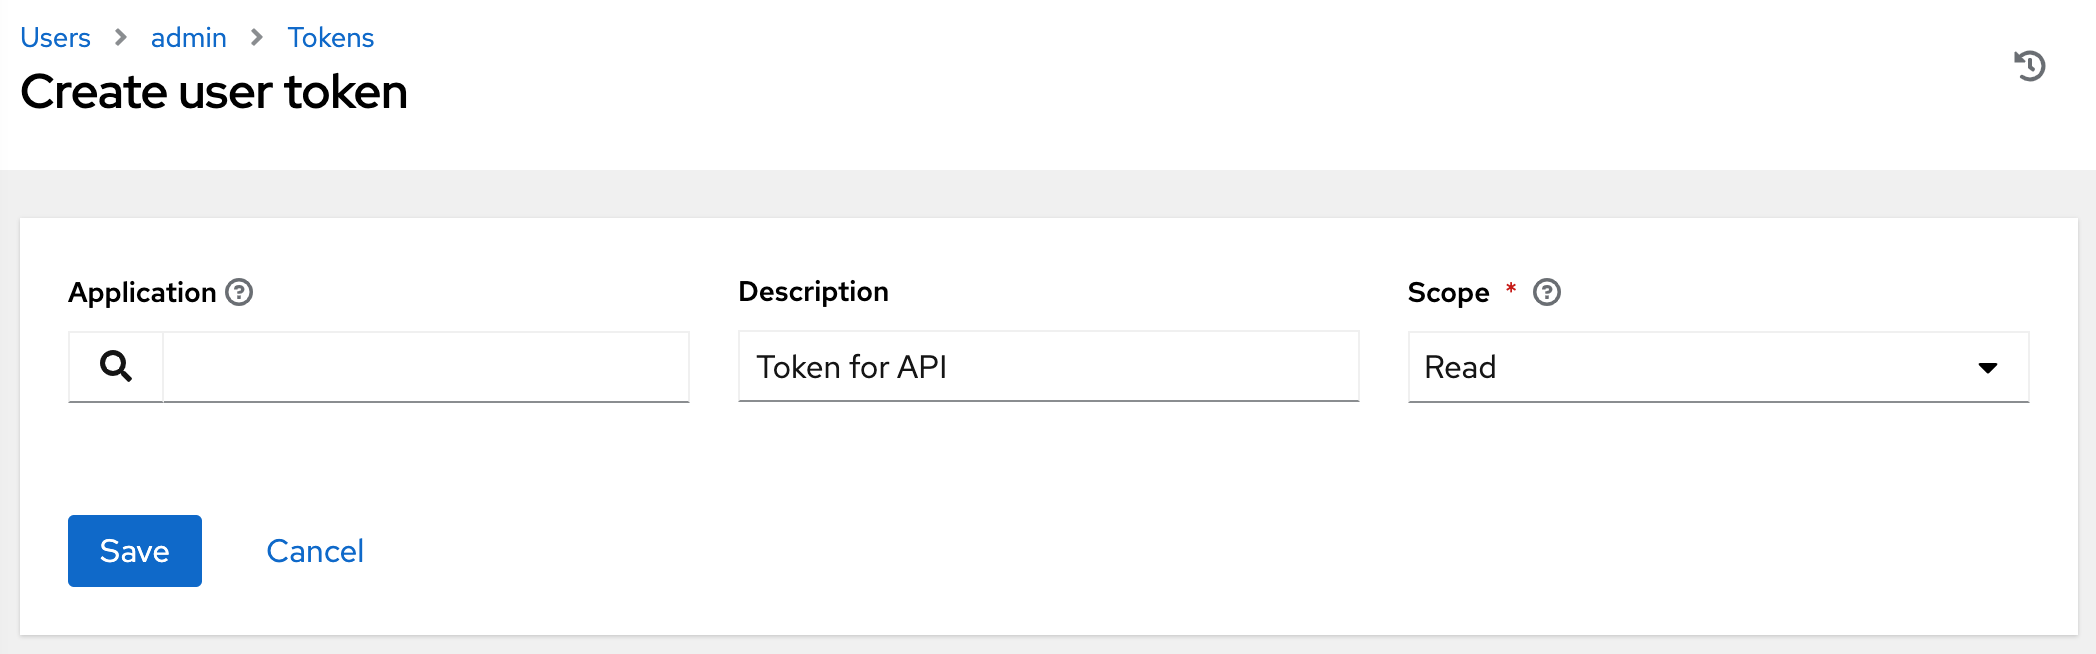 Users admin Tokens
Create user token
Application Description Scope *
Token for API Read
Save Cancel